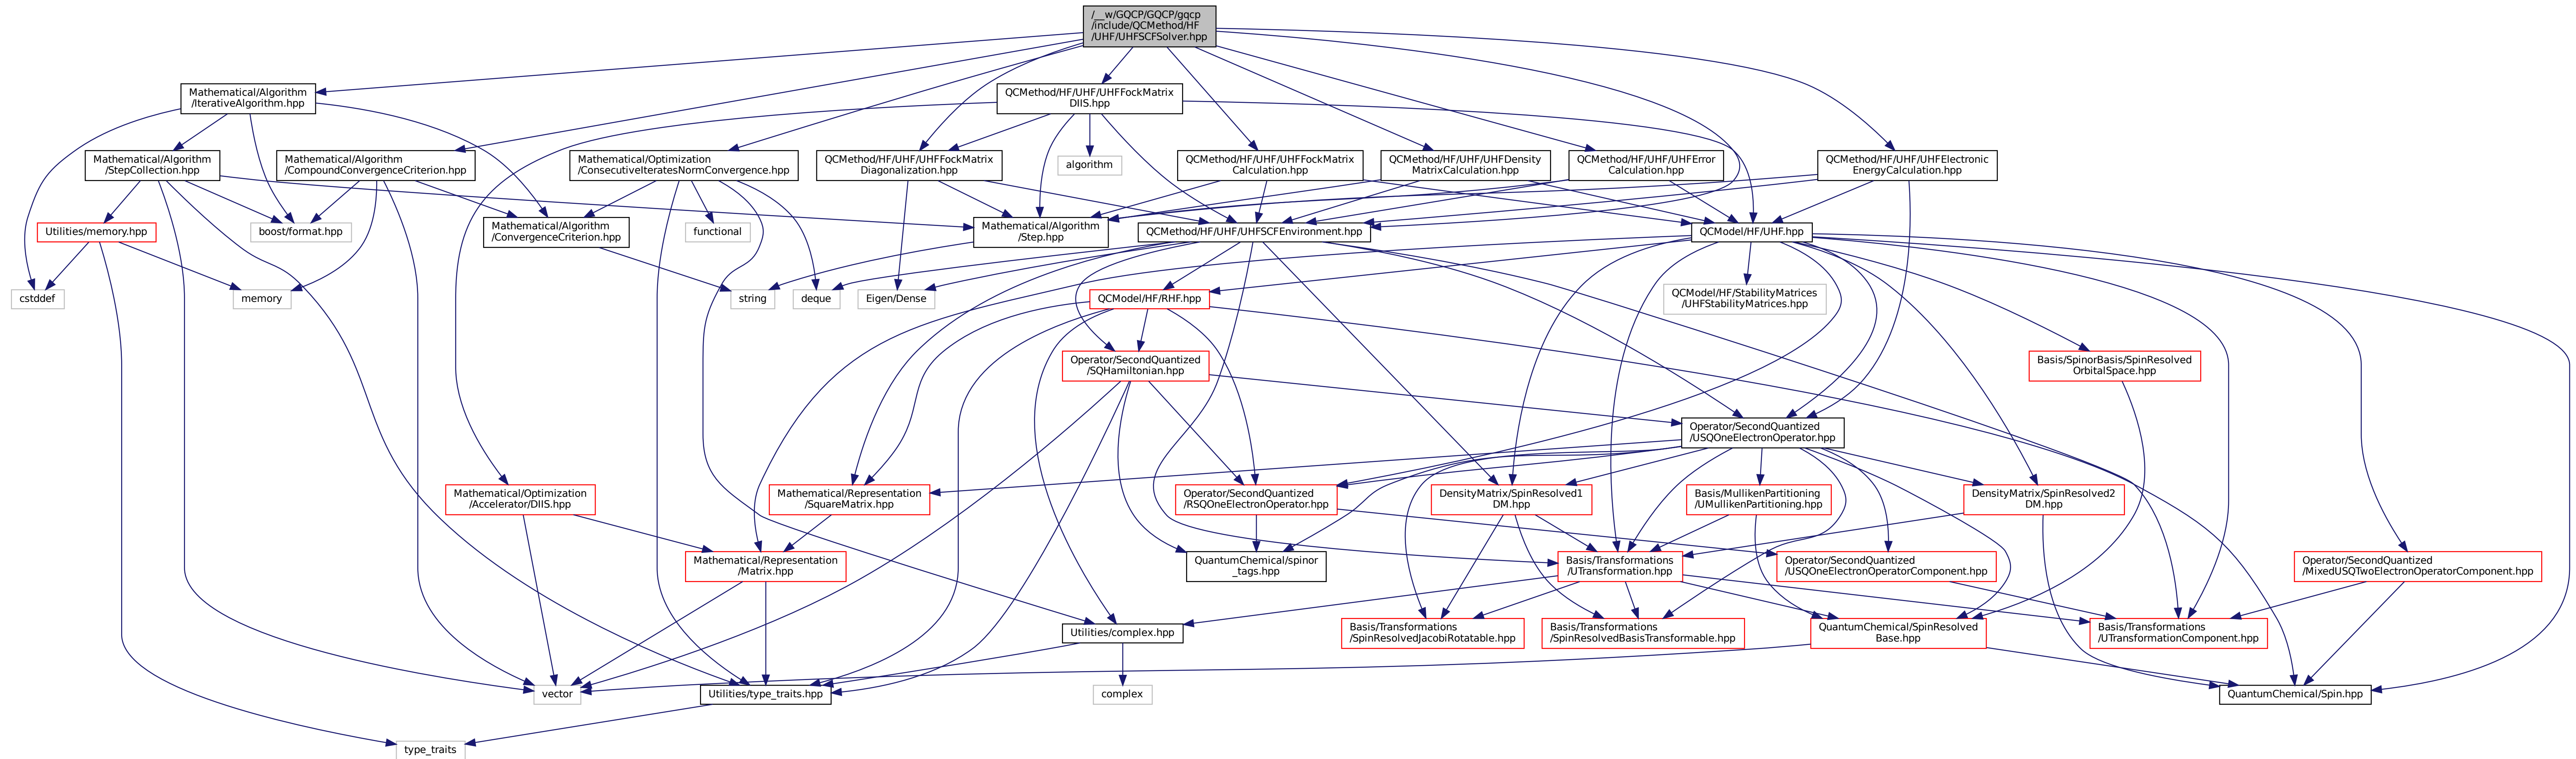 /__w/GQCP/GQCP/gqcp
/include/QCMethod/HF
/UHF/UHFSCFSolver.hpp
Mathematical/Algorithm
/IterativeAlgorithm.hpp
QCMethod/HF/UHF/UHFFockMatrix
DIIS.hpp
Mathematical/Algorithm
/StepCollection.hpp
Mathematical/Algorithm
/CompoundConvergenceCriterion.hpp
Mathematical/Optimization
/ConsecutiveIteratesNormConvergence.hpp
QCMethod/HF/UHF/UHFFockMatrix
Diagonalization.hpp
algorithm
QCMethod/HF/UHF/UHFFockMatrix
Calculation.hpp
QCMethod/HF/UHF/UHFDensity
MatrixCalculation.hpp
QCMethod/HF/UHF/UHFError
Calculation.hpp
QCMethod/HF/UHF/UHFElectronic
EnergyCalculation.hpp
Utilities/memory.hpp
boost/format.hpp
Mathematical/Algorithm
/ConvergenceCriterion.hpp
functional
Mathematical/Algorithm
/Step.hpp
QCMethod/HF/UHF/UHFSCFEnvironment.hpp
QCModel/HF/UHF.hpp
cstddef
memory
string
deque
Eigen/Dense
QCModel/HF/RHF.hpp
QCModel/HF/StabilityMatrices
/UHFStabilityMatrices.hpp
Operator/SecondQuantized
/SQHamiltonian.hpp
Basis/SpinorBasis/SpinResolved
OrbitalSpace.hpp
Operator/SecondQuantized
/USQOneElectronOperator.hpp
Mathematical/Optimization
/Accelerator/DIIS.hpp
Mathematical/Representation
/SquareMatrix.hpp
Operator/SecondQuantized
/RSQOneElectronOperator.hpp
DensityMatrix/SpinResolved1
DM.hpp
Basis/MullikenPartitioning
/UMullikenPartitioning.hpp
DensityMatrix/SpinResolved2
DM.hpp
Mathematical/Representation
/Matrix.hpp
QuantumChemical/spinor
_tags.hpp
Basis/Transformations
/UTransformation.hpp
Operator/SecondQuantized
/USQOneElectronOperatorComponent.hpp
Operator/SecondQuantized
/MixedUSQTwoElectronOperatorComponent.hpp
Utilities/complex.hpp
Basis/Transformations
/SpinResolvedJacobiRotatable.hpp
Basis/Transformations
/SpinResolvedBasisTransformable.hpp
QuantumChemical/SpinResolved
Base.hpp
Basis/Transformations
/UTransformationComponent.hpp
vector
Utilities/type_traits.hpp
complex
QuantumChemical/Spin.hpp
type_traits